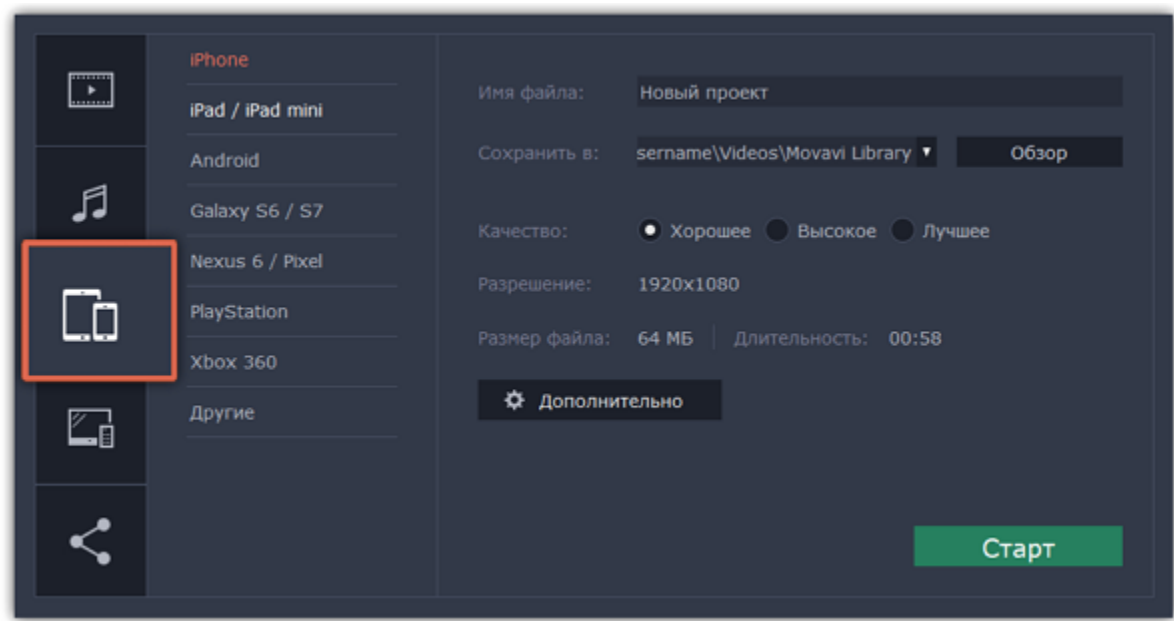 iPhone
iPad / iPad mini
Android
Galaxy S6 / S7
Nexus 6 / Pixel
PlayStation
Xbox 360
Другие
Имя файла: Новый проект
Сохранить в: sername\Videos\Movavi Library Обзор
Качество: Хорошее Высокое Лучшее
Разрешение: 1920x1080
Размер файла: 64 МБ Длительность: 00:58
Дополнительно
Старт